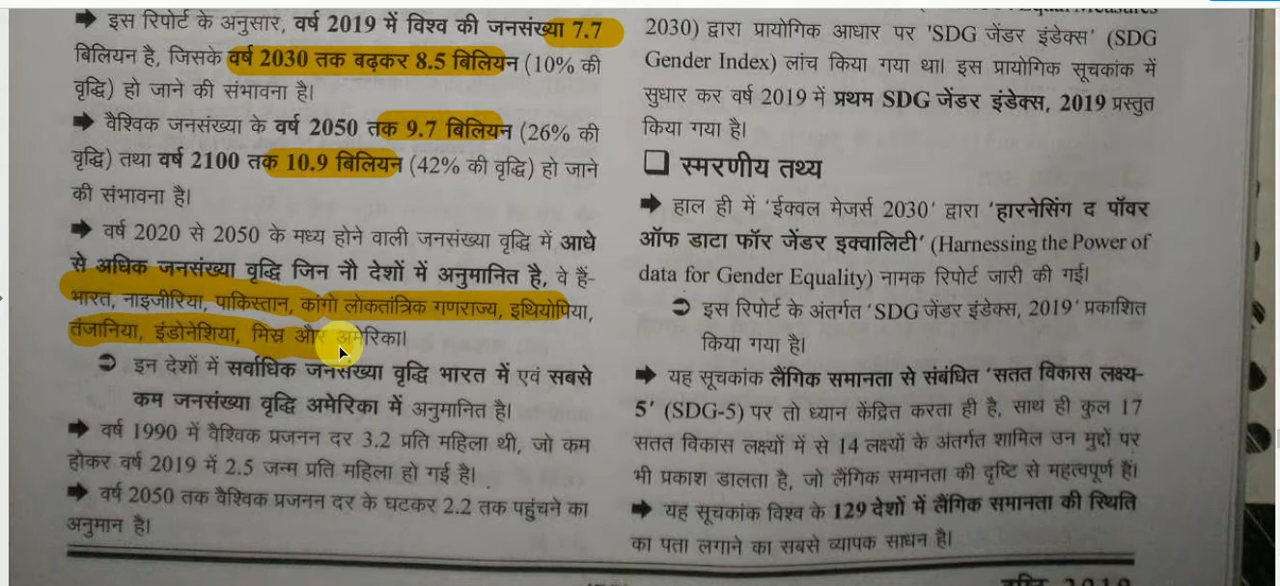 ➡ इस रिपोर्ट के अनुसार, वर्ष 2019 में विश्व की जनसंख्या 7.7
बिलियन है, जिसके वर्ष 2030 तक बढ़कर 8.5 बिलियन (10% की
वृद्धि) हो जाने की संभावना है।
➡ वैश्विक जनसंख्या के वर्ष 2050 तक 9.7 बिलियन (26% की
वृद्धि) तथा वर्ष 2100 तक 10.9 बिलियन (42% की वृद्धि) हो जाने
की संभावना है।
➡ वर्ष 2020 से 2050 के मध्य होने वाली जनसंख्या वृद्धि में आधे
से अधिक जनसंख्या वृद्धि जिन नौ देशों में अनुमानित है, वे हैं-
भारत, नाइजीरिया, पाकिस्तान, कांगो लोकतांत्रिक गणराज्य, इथियोपिया,
तंजानिया, इंडोनेशिया, मिस्र और अमेरिका।
➲ इन देशों में सर्वाधिक जनसंख्या वृद्धि भारत में एवं सबसे
कम जनसंख्या वृद्धि अमेरिका में अनुमानित है।
➡ वर्ष 1990 में वैश्विक प्रजनन दर 3.2 प्रति महिला थी, जो कम
होकर वर्ष 2019 में 2.5 जन्म प्रति महिला हो गई है।
➡ वर्ष 2050 तक वैश्विक प्रजनन दर के घटकर 2.2 तक पहुंचने का
अनुमान है।
Measures
2030) द्वारा प्रायोगिक आधार पर 'SDG जेंडर इंडेक्स' (SDG
Gender Index) लांच किया गया था। इस प्रायोगिक सूचकांक में
सुधार कर वर्ष 2019 में प्रथम SDG जेंडर इंडेक्स, 2019 प्रस्तुत
किया गया है।
❑ स्मरणीय तथ्य
➡ हाल ही में 'ईक्वल मेजर्स 2030' द्वारा 'हारनेसिंग द पॉवर
ऑफ डाटा फॉर जेंडर इक्वालिटी' (Harnessing the Power of
data for Gender Equality) नामक रिपोर्ट जारी की गई।
➲ इस रिपोर्ट के अंतर्गत 'SDG जेंडर इंडेक्स, 2019' प्रकाशित
किया गया है।
➡ यह सूचकांक लैंगिक समानता से संबंधित 'सतत विकास लक्ष्य-
5' (SDG-5) पर तो ध्यान केंद्रित करता ही है, साथ ही कुल 17
सतत विकास लक्ष्यों में से 14 लक्ष्यों के अंतर्गत शामिल उन मुद्दों पर
भी प्रकाश डालता है, जो लैंगिक समानता की दृष्टि से महत्वपूर्ण हैं।
➡ यह सूचकांक विश्व के 129 देशों में लैंगिक समानता की स्थिति
का पता लगाने का सबसे व्यापक साधन है।